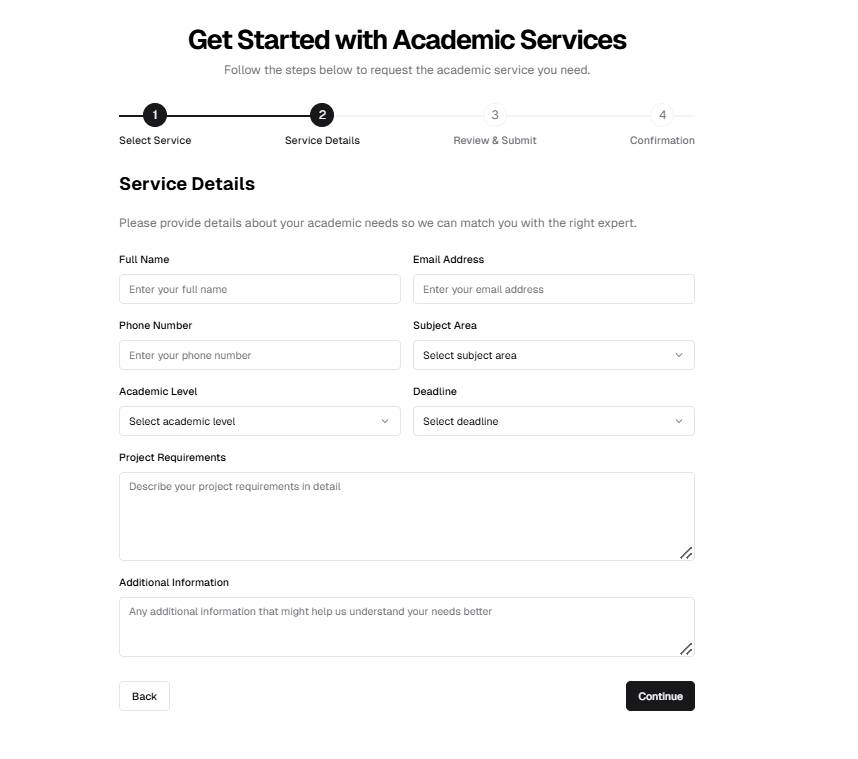 Get Started with Academic Services
Follow the steps below to request the academic service you need.
1 2 3 4
Select Service Service Details Review & Submit Confirmation
Service Details
Please provide details about your academic needs so we can match you with the right expert.
Full Name Email Address
Enter your full name Enter your email address
Phone Number Subject Area
Enter your phone number Select subject area
Academic Level Deadline
Select academic level Select deadline
Project Requirements
Describe your project requirements in detail
Additional Information
Any additional information that might help us understand your needs better
Back Continue